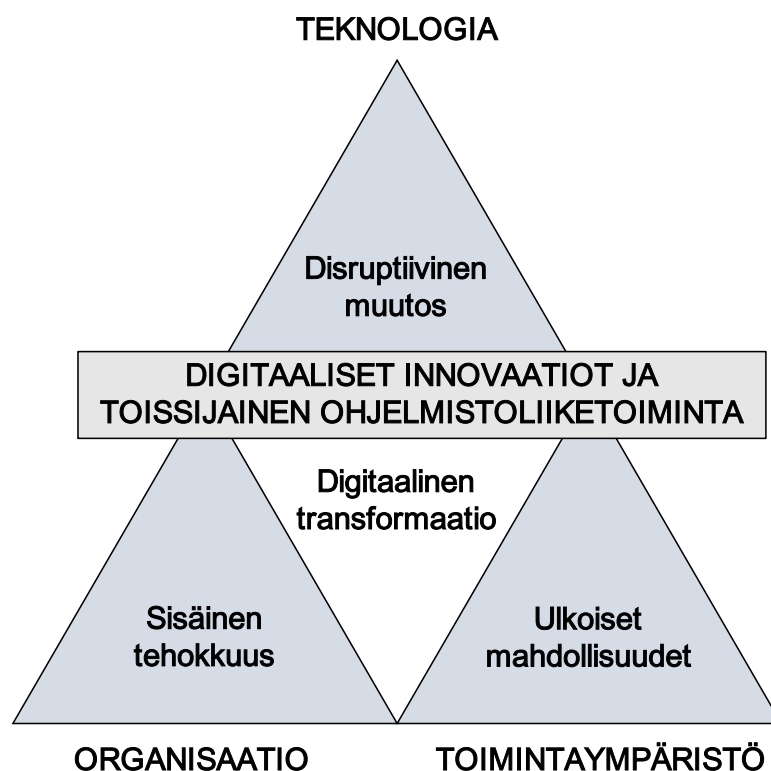 TEKNOLOGIA
Disruptiivinen
muutos
DIGITAALISET INNOVAATIOT JA
TOISSIJAINEN OHJELMISTOLIIKETOIMINTA
Digitaalinen
transformaatio
Sisäinen
tehokkuus
Ulkoiset
mahdollisuudet
ORGANISAATIO
TOIMINTAYMPÄRISTÖ